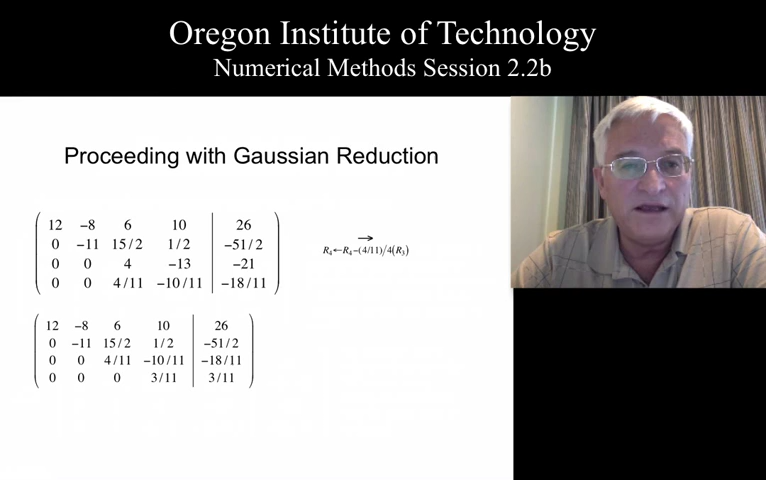 Oregon Institute of Technology
Numerical Methods Session 2.2b
Proceeding with Gaussian Reduction
12 −8 6 10 26
0 −11 15/2 1/2 −51/2
0 0 4 −13 −21
0 0 4/11 −10/11 −18/11
→
R₄←R₄−(4/11)/4(R₃)
12 −8 6 10 26
0 −11 15/2 1/2 −51/2
0 0 4/11 −10/11 −18/11
0 0 0 3/11 3/11